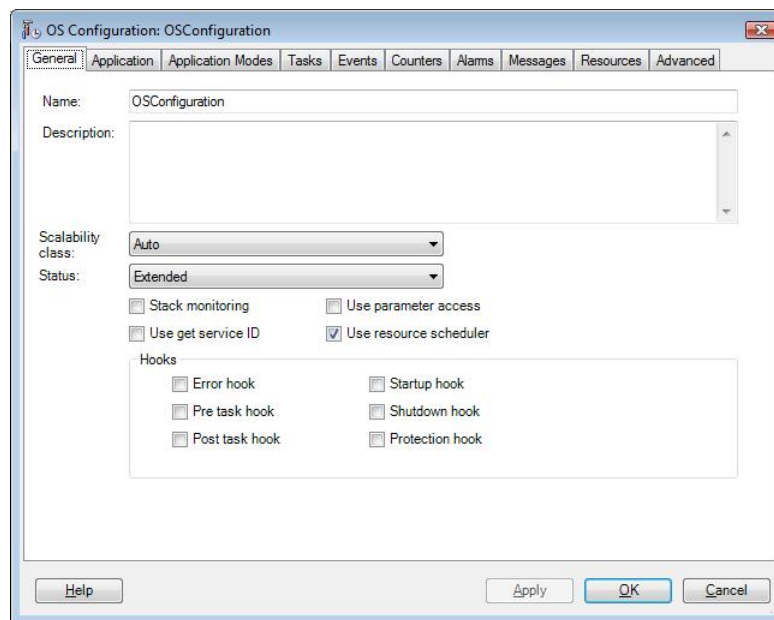 OS Configuration: OSConfiguration
General Application Application Modes Tasks Events Counters Alarms Messages Resources Advanced
Name: OSConfiguration
Description:
Scalability class: Auto
Status: Extended
Stack monitoring Use parameter access
Use get service ID Use resource scheduler
Hooks
Error hook Startup hook
Pre task hook Shutdown hook
Post task hook Protection hook
Help Apply OK Cancel